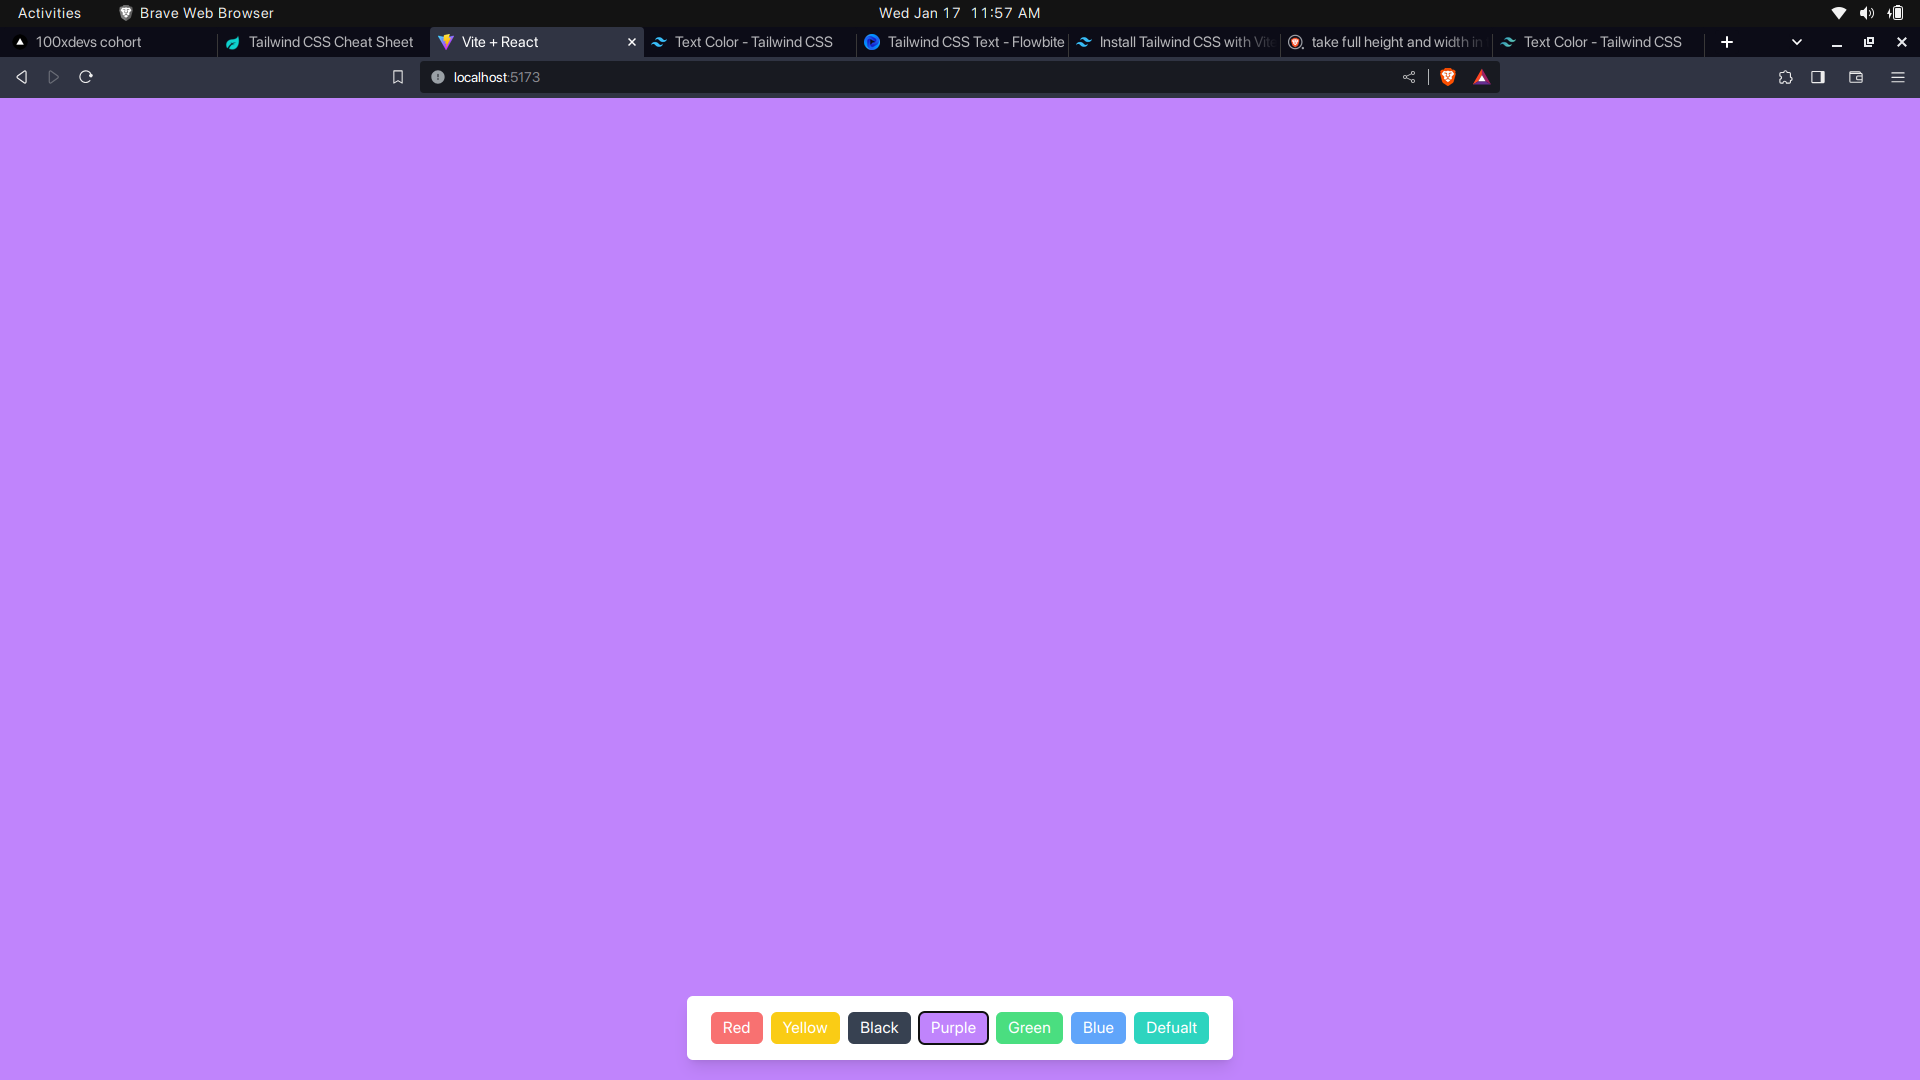 Activities Brave Web Browser Wed Jan 17 11:57 AM
100xdevs cohort Tailwind CSS Cheat Sheet Vite + React Text Color - Tailwind CSS Tailwind CSS Text - Flowbite Install Tailwind CSS with Vite take full height and width in Text Color - Tailwind CSS
localhost:5173
Red Yellow Black Purple Green Blue Defualt